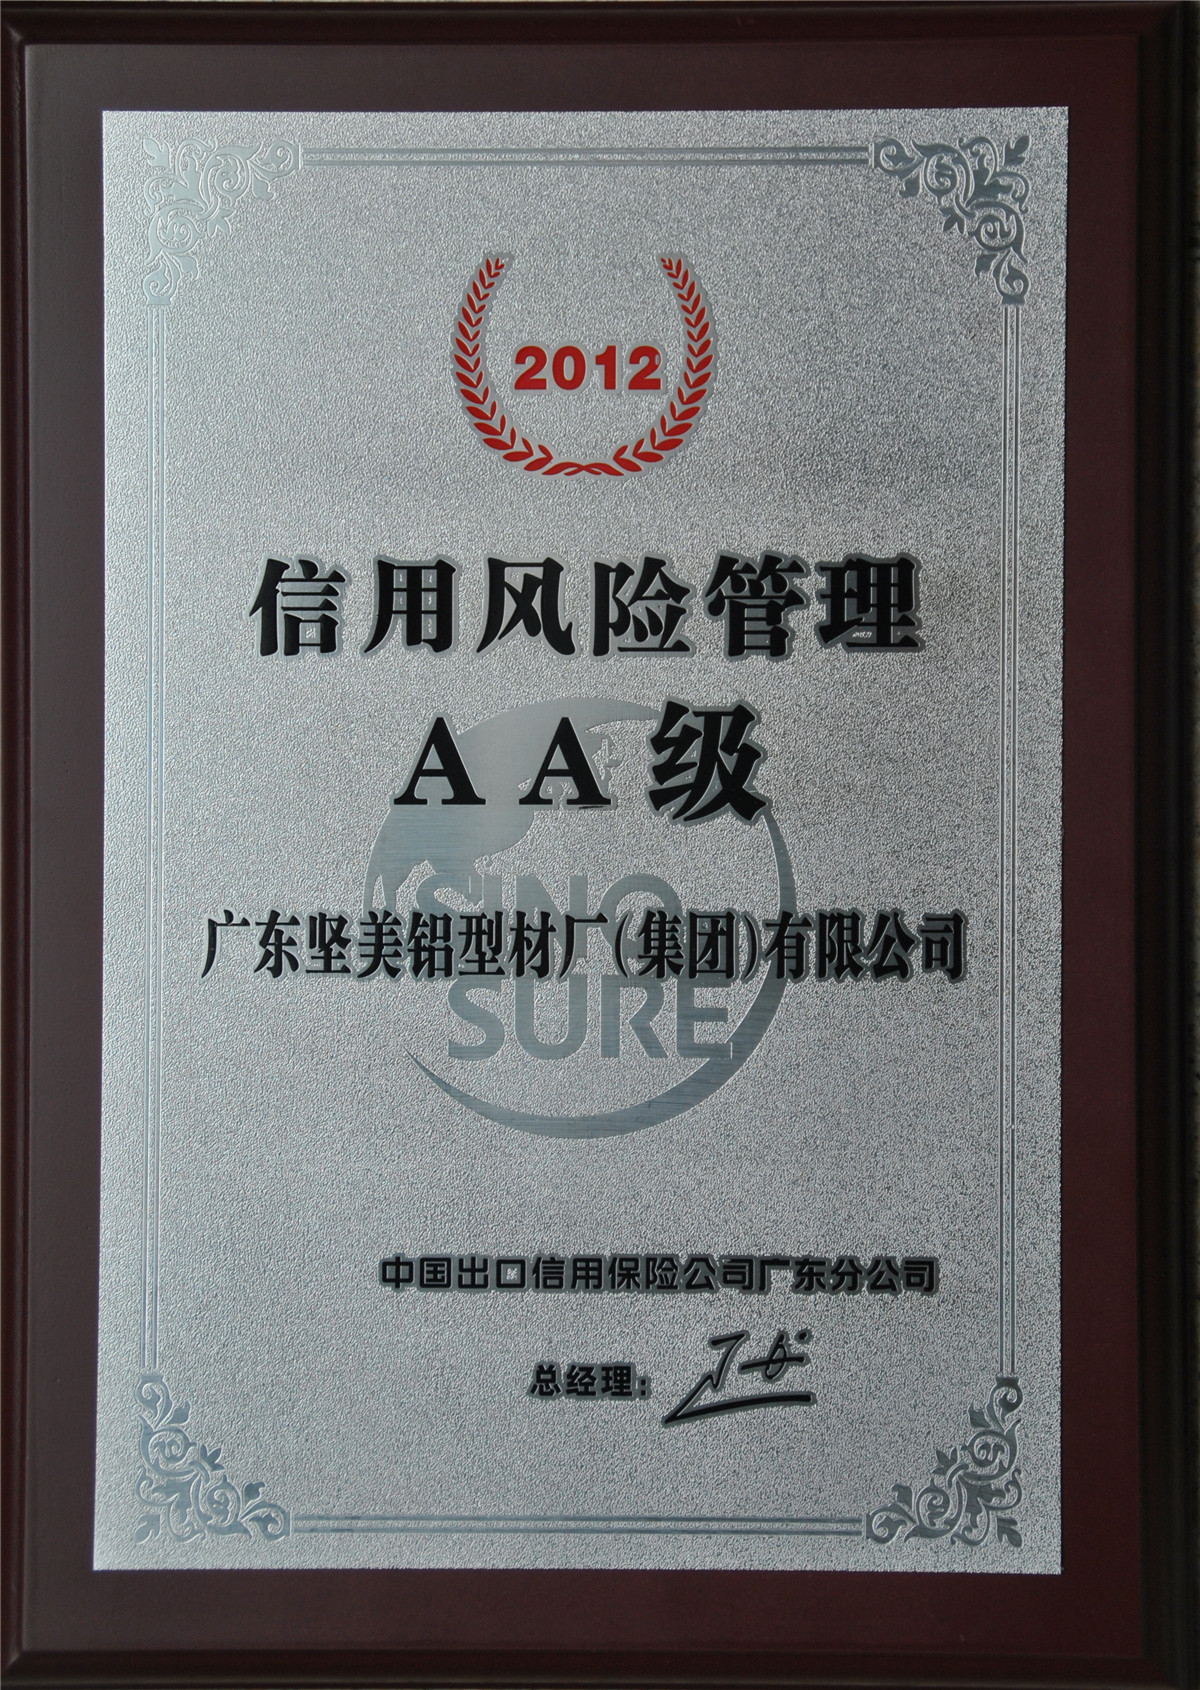 2012
信用风险管理
AA级
SINO
广东坚美铝型材厂(集团)有限公司
SURE
中国出口信用保险公司广东分公司
总经理: